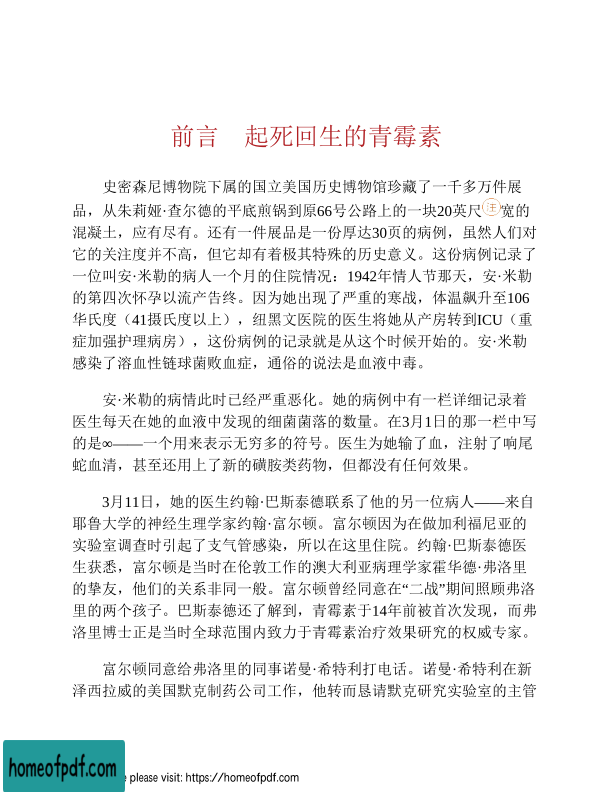 前言　起死回生的青霉素
史密森尼博物院下属的国立美国历史博物馆珍藏了一千多万件展
品，从朱莉娅·查尔德的平底煎锅到原66号公路上的一块20英尺注宽的
混凝土，应有尽有。还有一件展品是一份厚达30页的病例，虽然人们对
它的关注度并不高，但它却有着极其特殊的历史意义。这份病例记录了
一位叫安·米勒的病人一个月的住院情况：1942年情人节那天，安·米勒
的第四次怀孕以流产告终。因为她出现了严重的寒战，体温飙升至106
华氏度（41摄氏度以上），纽黑文医院的医生将她从产房转到ICU（重
症加强护理病房），这份病例的记录就是从这个时候开始的。安·米勒
感染了溶血性链球菌败血症，通俗的说法是血液中毒。
安·米勒的病情此时已经严重恶化。她的病例中有一栏详细记录着
医生每天在她的血液中发现的细菌菌落的数量。在3月1日的那一栏中写
的是∞——一个用来表示无穷多的符号。医生为她输了血，注射了响尾
蛇血清，甚至还用上了新的磺胺类药物，但都没有任何效果。
3月11日，她的医生约翰·巴斯泰德联系了他的另一位病人——来自
耶鲁大学的神经生理学家约翰·富尔顿。富尔顿因为在做加利福尼亚的
实验室调查时引起了支气管感染，所以在这里住院。约翰·巴斯泰德医
生获悉，富尔顿是当时在伦敦工作的澳大利亚病理学家霍华德·弗洛里
的挚友，他们的关系非同一般。富尔顿曾经同意在“二战”期间照顾弗洛
里的两个孩子。巴斯泰德还了解到，青霉素于14年前被首次发现，而弗
洛里博士正是当时全球范围内致力于青霉素治疗效果研究的权威专家。
富尔顿同意给弗洛里的同事诺曼·希特利打电话。诺曼·希特利在新
泽西拉威的美国默克制药公司工作，他转而恳请默克研究实验室的主管
homeofpdf.com
e please visit: https://homeofpdf.com